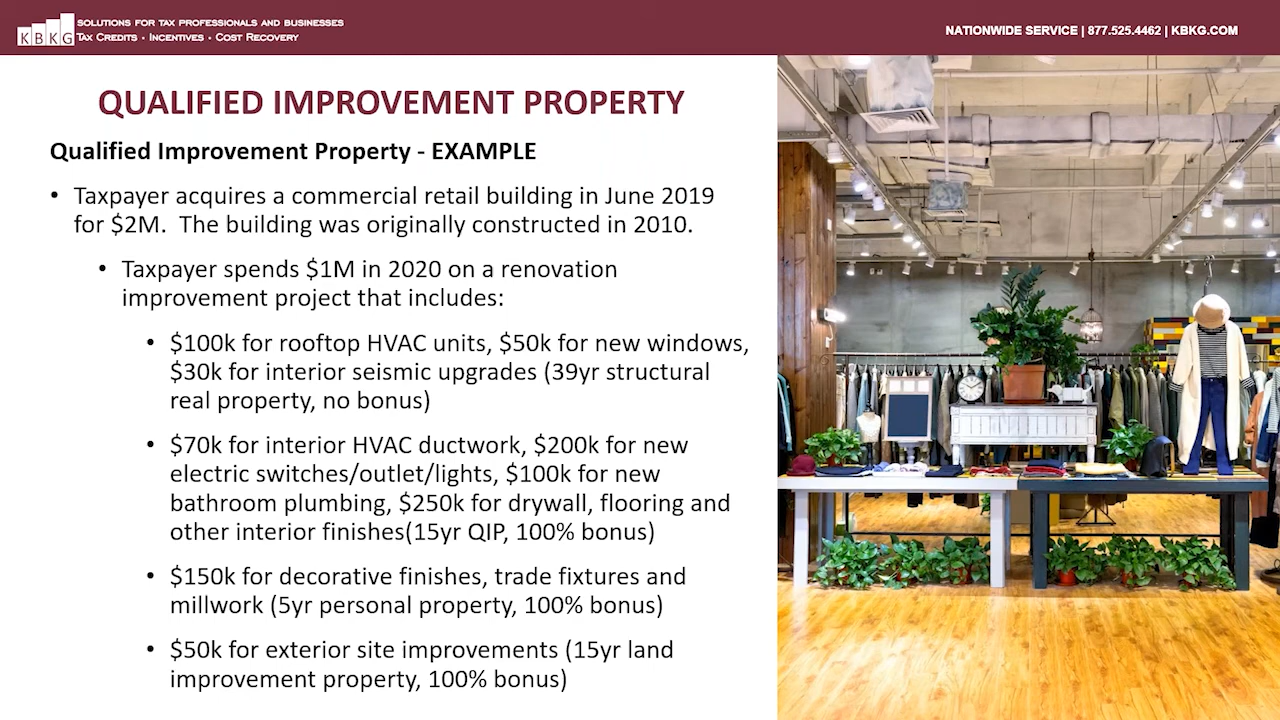 KBKG
SOLUTIONS FOR TAX PROFESSIONALS AND BUSINESSES
TAX CREDITS • INCENTIVES • COST RECOVERY
NATIONWIDE SERVICE | 877.525.4462 | KBKG.COM
QUALIFIED IMPROVEMENT PROPERTY
Qualified Improvement Property - EXAMPLE
• Taxpayer acquires a commercial retail building in June 2019
for $2M.  The building was originally constructed in 2010.
• Taxpayer spends $1M in 2020 on a renovation
improvement project that includes:
• $100k for rooftop HVAC units, $50k for new windows,
$30k for interior seismic upgrades (39yr structural
real property, no bonus)
• $70k for interior HVAC ductwork, $200k for new
electric switches/outlet/lights, $100k for new
bathroom plumbing, $250k for drywall, flooring and
other interior finishes(15yr QIP, 100% bonus)
• $150k for decorative finishes, trade fixtures and
millwork (5yr personal property, 100% bonus)
• $50k for exterior site improvements (15yr land
improvement property, 100% bonus)